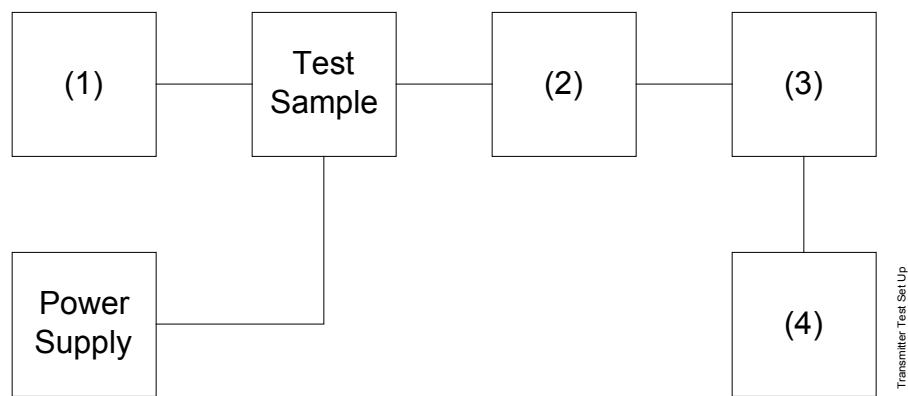 (1)
Test
Sample
(2)
(3)
Power
Supply
(4)
Transmitter Test Set Up